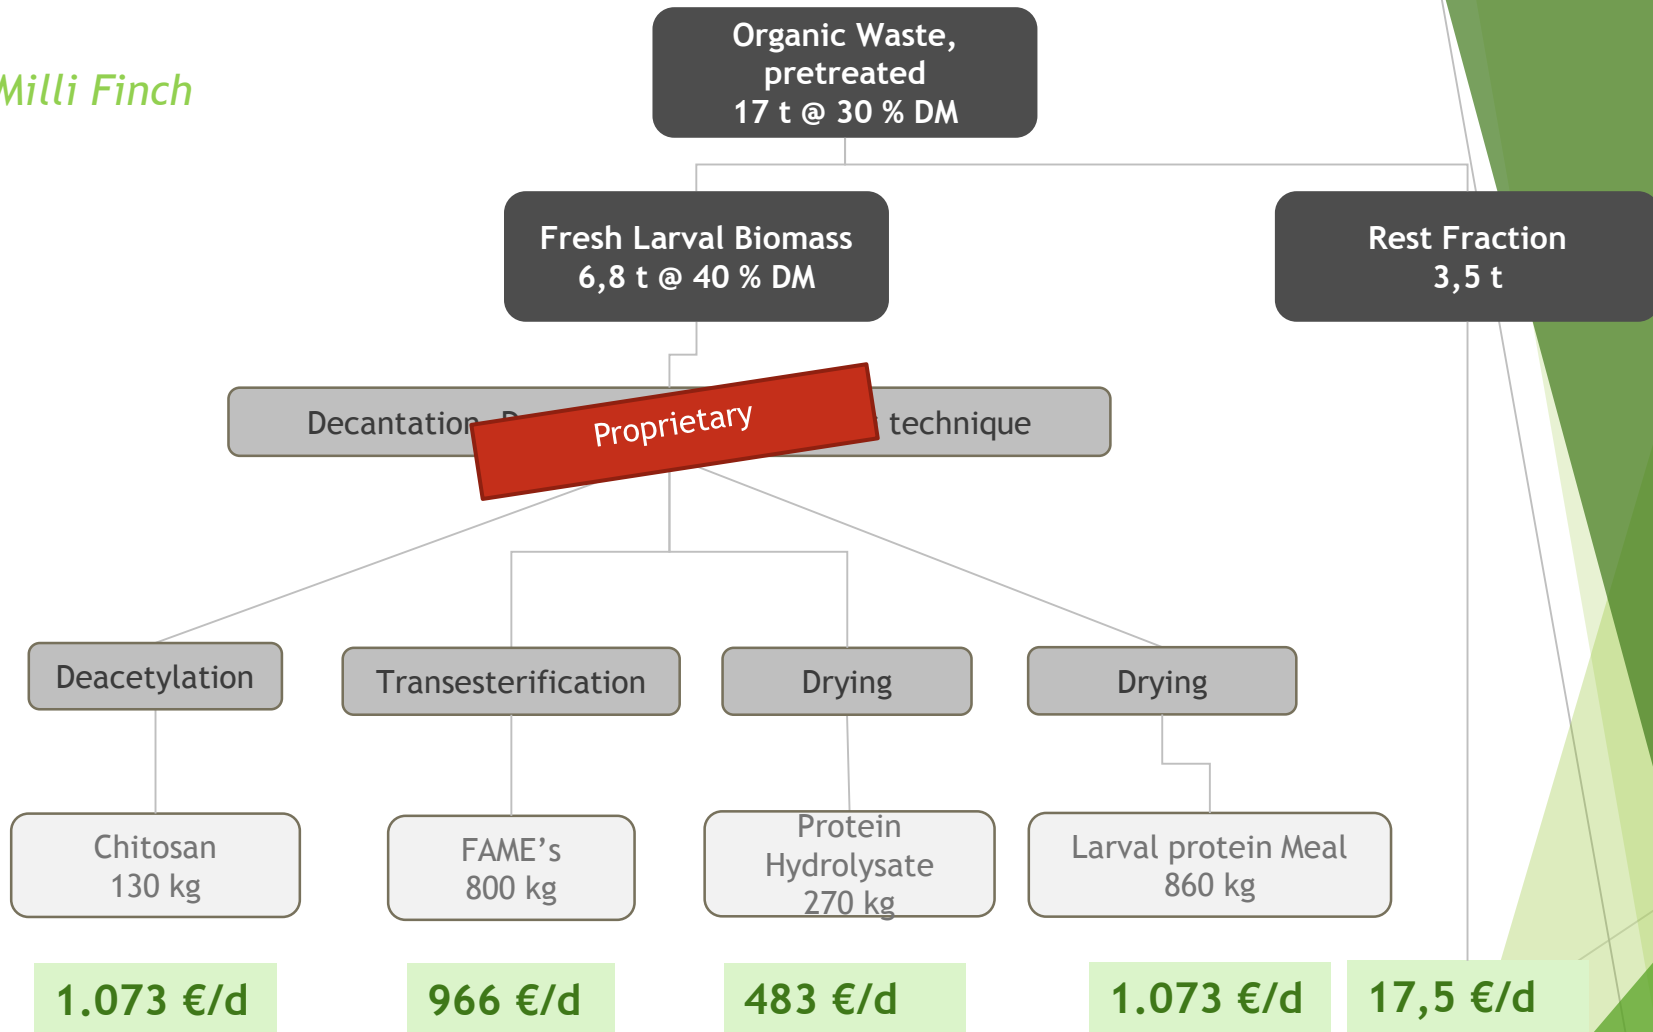 Milli Finch
Organic Waste,
pretreated
17 t @ 30 % DM
Fresh Larval Biomass
6,8 t @ 40 % DM
Rest Fraction
3,5 t
Decantation
technique
Proprietary
Deacetylation
Transesterification
Drying
Drying
Chitosan
130 kg
FAME’s
800 kg
Protein
Hydrolysate
270 kg
Larval protein Meal
860 kg
1.073 €/d
966 €/d
483 €/d
1.073 €/d
17,5 €/d